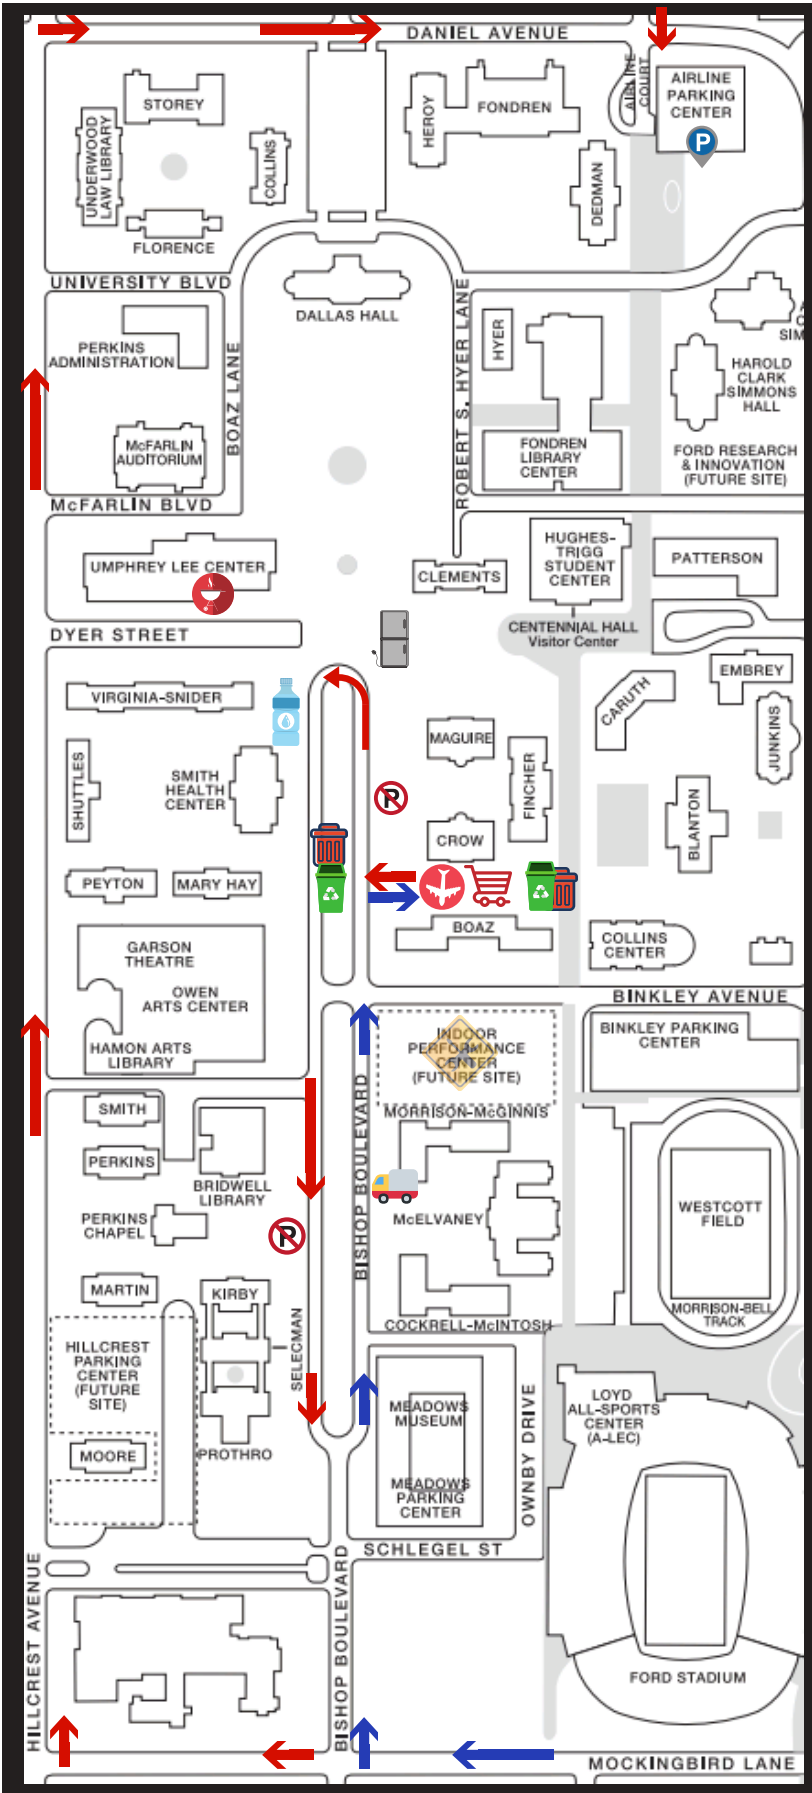 DANIEL AVENUE
AIRLINE
COURT
AIRLINE
PARKING
CENTER
P
STOREY
UNDERWOOD
LAW LIBRARY
COLLINS
HEROY
FONDREN
DEDMAN
FLORENCE
UNIVERSITY BLVD
DALLAS HALL
PERKINS
ADMINISTRATION
BOAZ LANE
ROBERT S. HYER LANE
HYER
HAROLD
CLARK
SIMMONS
HALL
SIM
McFARLIN
AUDITORIUM
FONDREN
LIBRARY
CENTER
FORD RESEARCH
& INNOVATION
(FUTURE SITE)
McFARLIN BLVD
UMPHREY LEE CENTER
CLEMENTS
HUGHES-
TRIGG
STUDENT
CENTER
PATTERSON
CENTENNIAL HALL
Visitor Center
DYER STREET
VIRGINIA-SNIDER
EMBREY
CARUTH
JUNKINS
MAGUIRE
SHUTTLES
SMITH
HEALTH
CENTER
FINCHER
P
CROW
BLANTON
PEYTON
MARY HAY
BOAZ
COLLINS
CENTER
GARSON
THEATRE
OWEN
ARTS CENTER
HAMON ARTS
LIBRARY
BINKLEY AVENUE
INDOOR
PERFORMANCE
CENTER
(FUTURE SITE)
BINKLEY PARKING
CENTER
SMITH
MORRISON-McGINNIS
PERKINS
BRIDWELL
LIBRARY
BISHOP BOULEVARD
PERKINS
CHAPEL
McELVANEY
WESTCOTT
FIELD
P
MARTIN
KIRBY
MORRISON-BELL
TRACK
COCKRELL-McINTOSH
HILLCREST
PARKING
CENTER
(FUTURE
SITE)
SELECMAN
MEADOWS
MUSEUM
LOYD
ALL-SPORTS
CENTER
(A-LEC)
MOORE
PROTHRO
MEADOWS
PARKING
CENTER
OWNBY DRIVE
SCHLEGEL ST
HILLCREST AVENUE
BISHOP BOULEVARD
FORD STADIUM
MOCKINGBIRD LANE